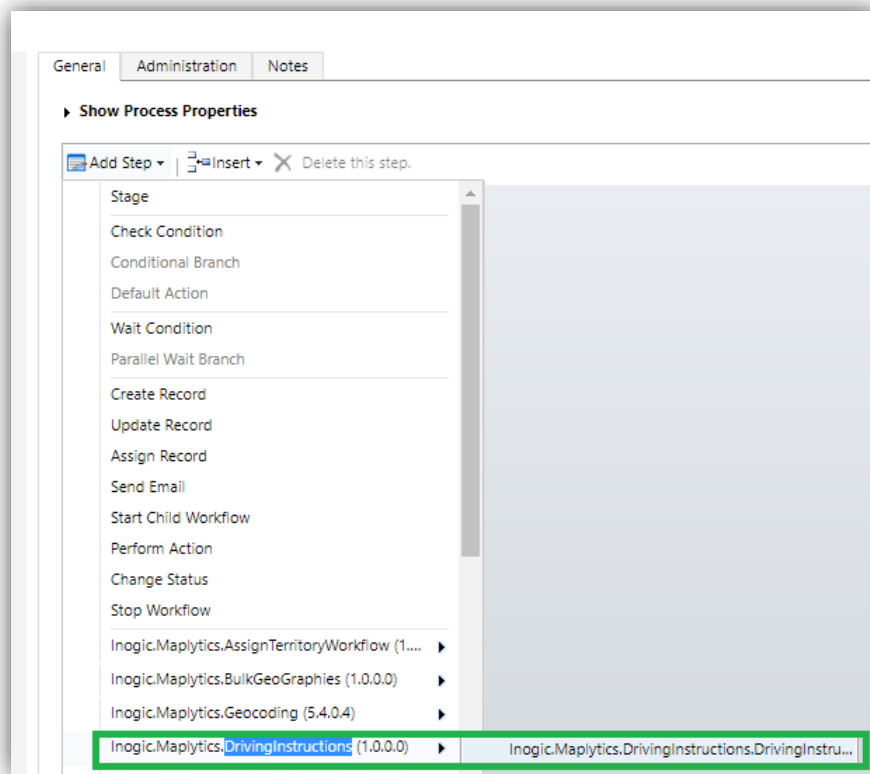 General Administration Notes
Show Process Properties
Add Step Insert Delete this step.
Stage
Check Condition
Conditional Branch
Default Action
Wait Condition
Parallel Wait Branch
Create Record
Update Record
Assign Record
Send Email
Start Child Workflow
Perform Action
Change Status
Stop Workflow
Inogic.Maplytics.AssignTerritoryWorkflow (1....
Inogic.Maplytics.BulkGeoGraphies (1.0.0.0)
Inogic.Maplytics.Geocoding (5.4.0.4)
Inogic.Maplytics.DrivingInstructions (1.0.0.0) Inogic.Maplytics.DrivingInstructions.DrivingInstru...